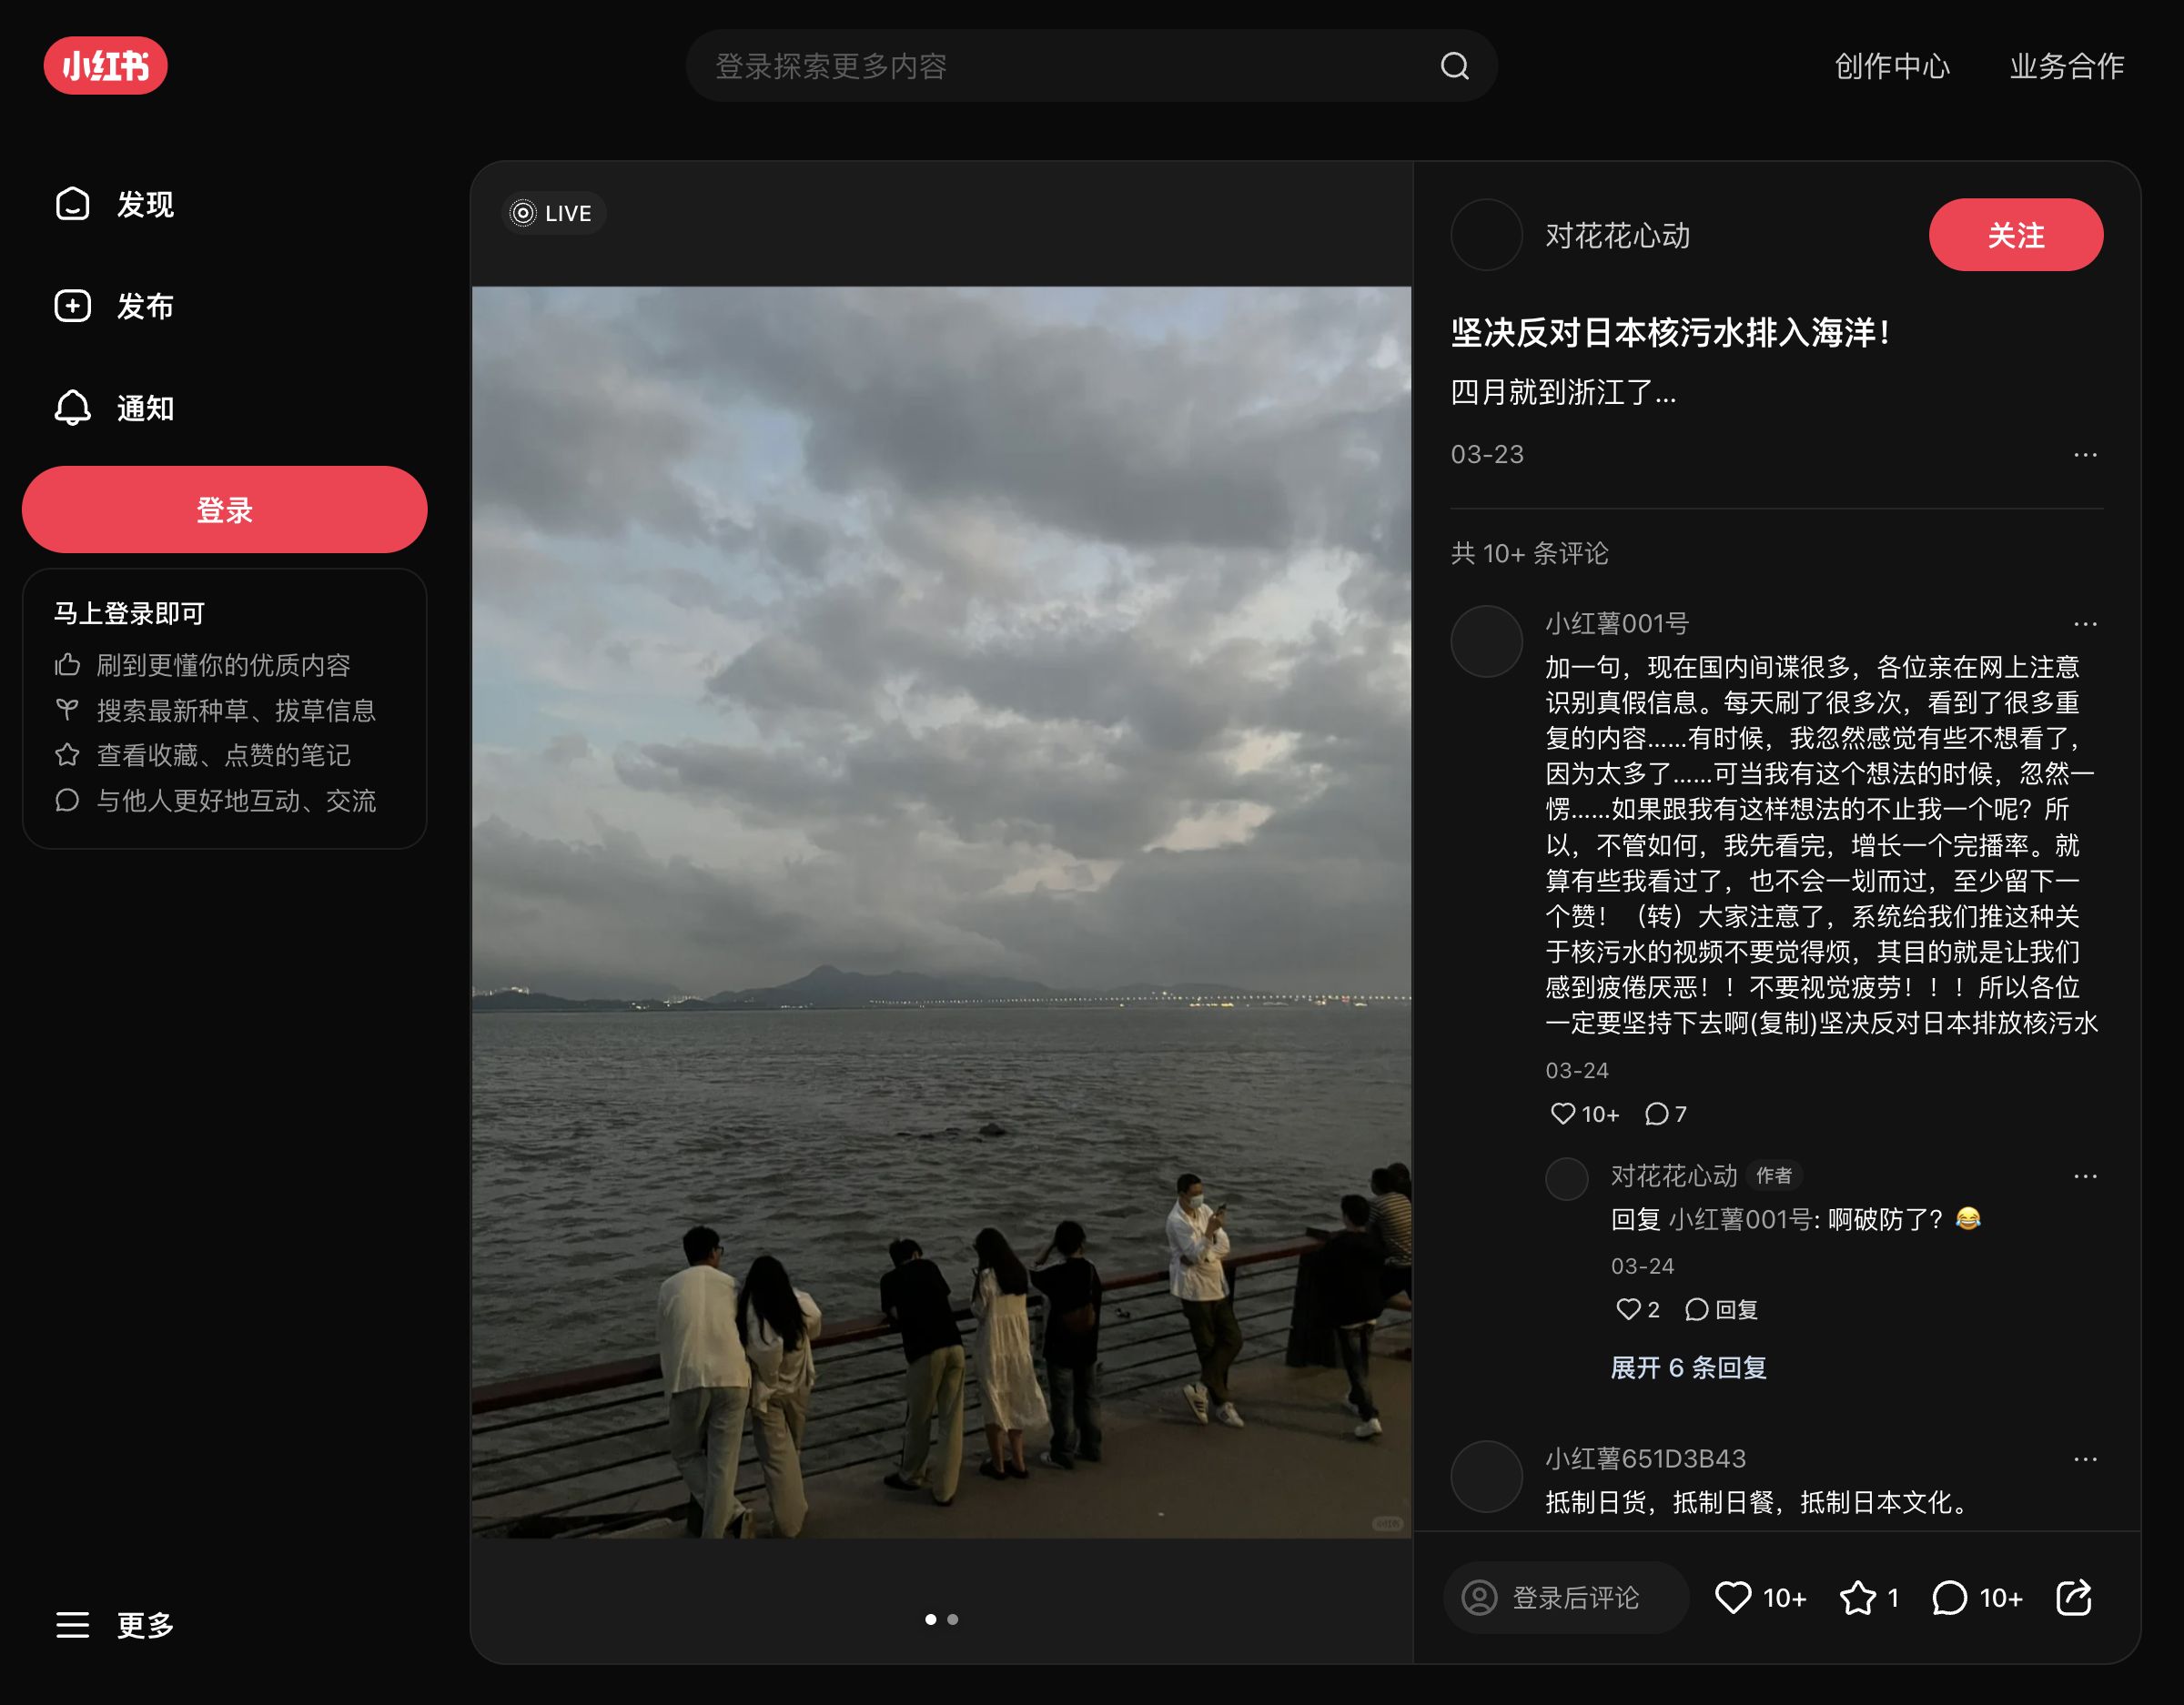 小红书
登录探索更多内容
创作中心
业务合作
发现
发布
通知
登录
马上登录即可
刷到更懂你的优质内容
搜索最新种草、拔草信息
查看收藏、点赞的笔记
与他人更好地互动、交流
更多
LIVE
小红书
对花花心动
关注
坚决反对日本核污水排入海洋！
四月就到浙江了...
03-23
共 10+ 条评论
小红薯001号
加一句，现在国内间谍很多，各位亲在网上注意
识别真假信息。每天刷了很多次，看到了很多重
复的内容……有时候，我忽然感觉有些不想看了，
因为太多了……可当我有这个想法的时候，忽然一
愣……如果跟我有这样想法的不止我一个呢？所
以，不管如何，我先看完，增长一个完播率。就
算有些我看过了，也不会一划而过，至少留下一
个赞！（转）大家注意了，系统给我们推这种关
于核污水的视频不要觉得烦，其目的就是让我们
感到疲倦厌恶！！不要视觉疲劳！！！所以各位
一定要坚持下去啊(复制)坚决反对日本排放核污水
03-24
10+ 7
对花花心动 作者
回复 小红薯001号: 啊破防了？😂
03-24
2 回复
展开 6 条回复
小红薯651D3B43
抵制日货，抵制日餐，抵制日本文化。
登录后评论
10+ 1 10+